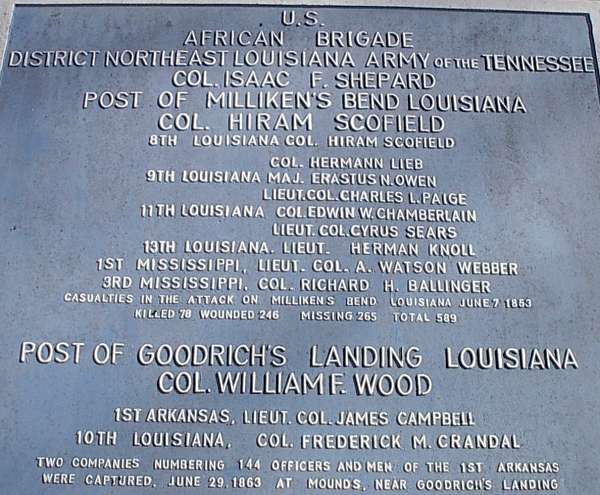 U.S.
AFRICAN BRIGADE
DISTRICT NORTHEAST LOUISIANA ARMY OF THE TENNESSEE
COL. ISAAC F. SHEPARD
POST OF MILLIKEN'S BEND LOUISIANA
COL. HIRAM SCOFIELD
8TH LOUISIANA COL. HIRAM SCOFIELD
COL. HERMANN LIEB
9TH LOUISIANA MAJ. ERASTUS N. OWEN
LIEUT. COL. CHARLES L. PAIGE
11TH LOUISIANA COL. EDWIN W. CHAMBERLAIN
LIEUT. COL. CYRUS SEARS
13TH LOUISIANA. LIEUT. HERMAN KNOLL
1ST MISSISSIPPI, LIEUT. COL. A. WATSON WEBBER
3RD MISSISSIPPI, COL. RICHARD H. BALLINGER
CASUALTIES IN THE ATTACK ON MILLIKEN'S BEND LOUISIANA JUNE 7 1863
KILLED 78 WOUNDED 246 MISSING 265 TOTAL 589
POST OF GOODRICH'S LANDING LOUISIANA
COL. WILLIAM F. WOOD
1ST ARKANSAS, LIEUT. COL. JAMES CAMPBELL
10TH LOUISIANA, COL. FREDERICK M. CRANDAL
TWO COMPANIES NUMBERING 144 OFFICERS AND MEN OF THE 1ST ARKANSAS
WERE CAPTURED, JUNE 29, 1863 AT MOUNDS, NEAR GOODRICH'S LANDING